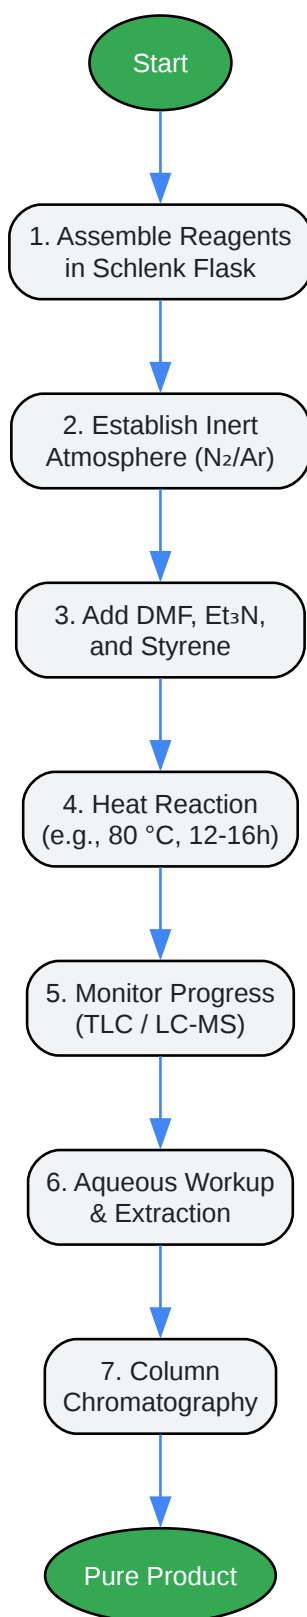 Start
1. Assemble Reagents
in Schlenk Flask
2. Establish Inert
Atmosphere (N₂/Ar)
3. Add DMF, Et₃N,
and Styrene
4. Heat Reaction
(e.g., 80 °C, 12-16h)
5. Monitor Progress
(TLC / LC-MS)
6. Aqueous Workup
& Extraction
7. Column
Chromatography
Pure Product